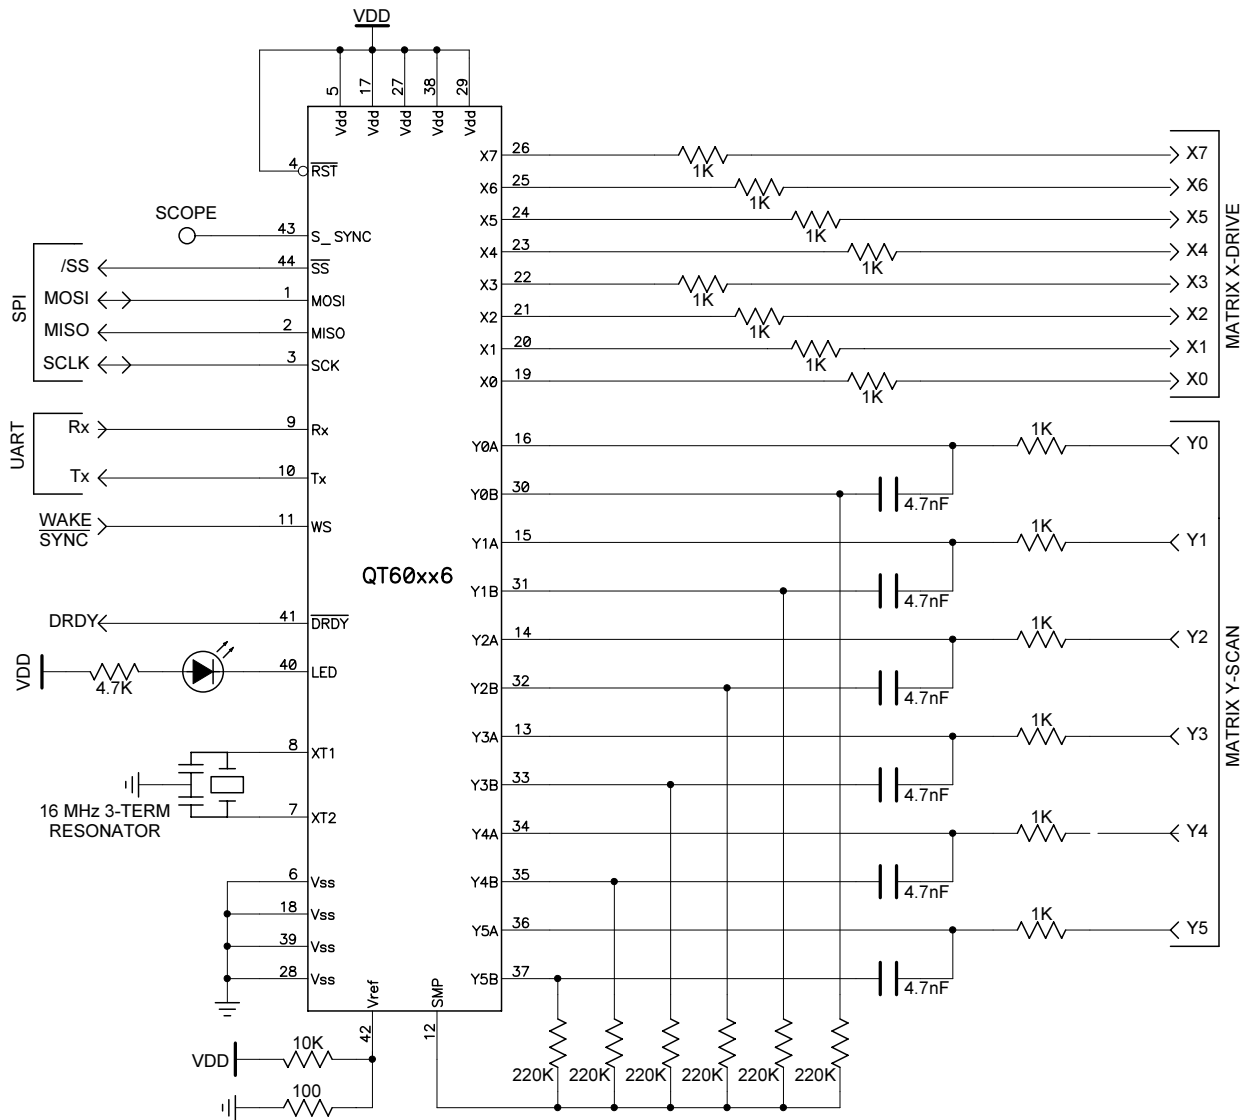 VDD
5 17 27 38 29
Vdd Vdd Vdd Vdd Vdd
4 RST X7 26 1K X7
X6 25 1K X6
SCOPE 43 S_SYNC X5 24 1K X5
/SS 44 SS X4 23 1K X4
SPI
MOSI 1 MOSI X3 22 1K X3
MISO 2 MISO X2 21 1K X2
SCLK 3 SCK X1 20 1K X1
X0 19 1K X0
MATRIX X-DRIVE
UART
Rx 9 Rx Y0A 16 1K Y0
Tx 10 Tx Y0B 30 4.7nF
WAKE
SYNC 11 WS Y1A 15 1K Y1
QT60xx6
Y1B 31 4.7nF
DRDY 41 DRDY Y2A 14 1K Y2
VDD 4.7K 40 LED Y2B 32 4.7nF
MATRIX Y-SCAN
8 XT1 Y3A 13 1K Y3
Y3B 33 4.7nF
16 MHz 3-TERM
RESONATOR
7 XT2 Y4A 34 1K Y4
6 Vss Y4B 35 4.7nF
18 Vss Y5A 36 1K Y5
39 Vss
28 Vss Y5B 37 4.7nF
Vref SMP
42 12
VDD 10K
220K 220K 220K 220K 220K 220K
100